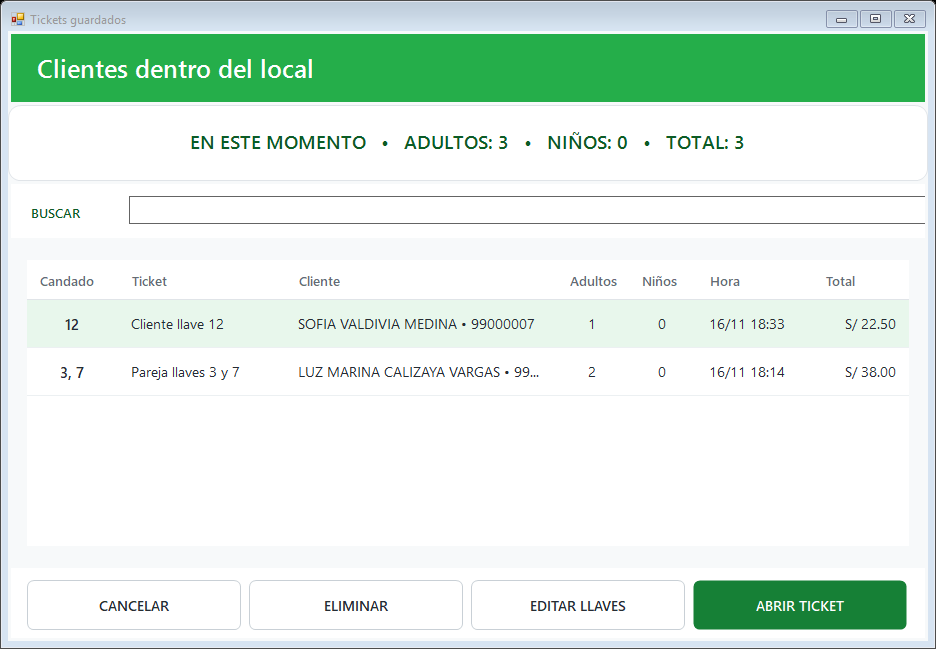 Tickets guardados
Clientes dentro del local
EN ESTE MOMENTO • ADULTOS: 3 • NIÑOS: 0 • TOTAL: 3
BUSCAR
Candado Ticket Cliente Adultos Niños Hora Total
12 Cliente llave 12 SOFIA VALDIVIA MEDINA • 99000007 1 0 16/11 18:33 S/ 22.50
3, 7 Pareja llaves 3 y 7 LUZ MARINA CALIZAYA VARGAS • 99... 2 0 16/11 18:14 S/ 38.00
CANCELAR ELIMINAR EDITAR LLAVES ABRIR TICKET